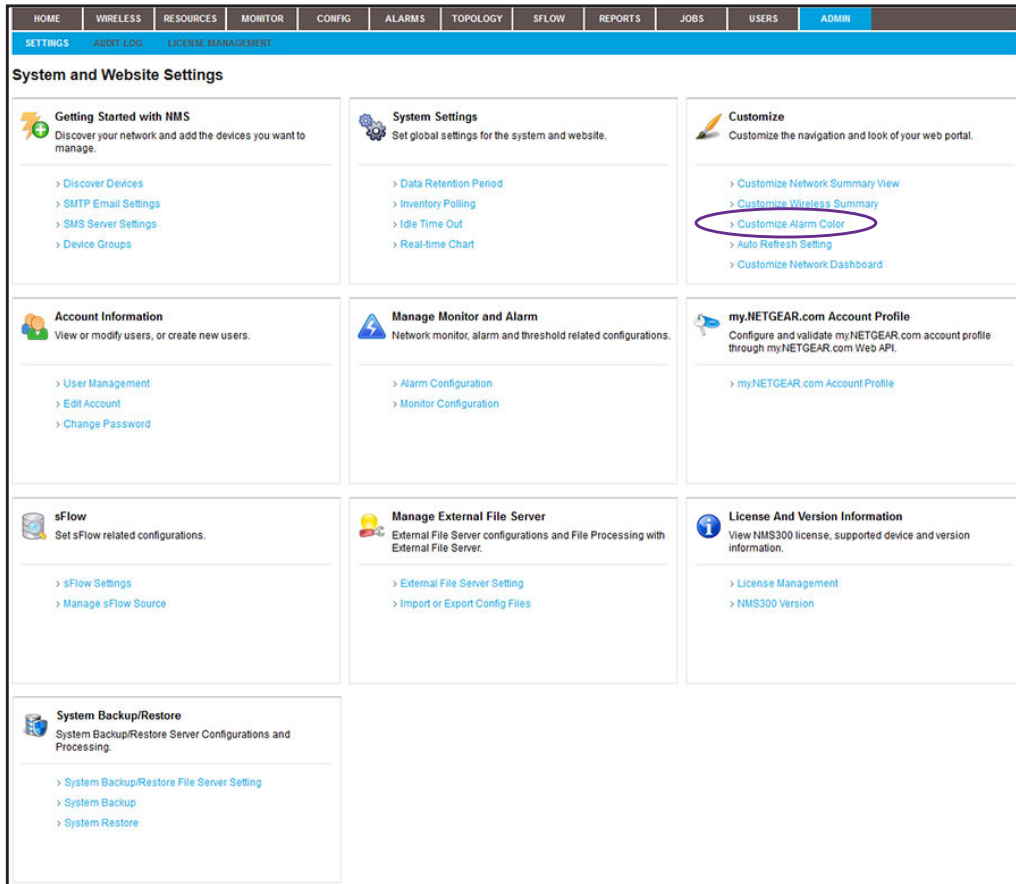 HOME WIRELESS RESOURCES MONITOR CONFIG ALARMS TOPOLOGY SFLOW REPORTS JOBS USERS ADMIN
SETTINGS AUDIT LOG LICENSE MANAGEMENT
System and Website Settings
Getting Started with NMS
Discover your network and add the devices you want to
manage.
> Discover Devices
> SMTP Email Settings
> SMS Server Settings
> Device Groups
System Settings
Set global settings for the system and website.
> Data Retention Period
> Inventory Polling
> Idle Time Out
> Real-time Chart
Customize
Customize the navigation and look of your web portal.
> Customize Network Summary View
> Customize Wireless Summary
> Customize Alarm Color
> Auto Refresh Setting
> Customize Network Dashboard
Account Information
View or modify users, or create new users.
> User Management
> Edit Account
> Change Password
Manage Monitor and Alarm
Network monitor, alarm and threshold related configurations.
> Alarm Configuration
> Monitor Configuration
my.NETGEAR.com Account Profile
Configure and validate my.NETGEAR.com account profile
through my.NETGEAR.com Web API.
> my.NETGEAR.com Account Profile
sFlow
Set sFlow related configurations.
> sFlow Settings
> Manage sFlow Source
Manage External File Server
External File Server configurations and File Processing with
External File Server.
> External File Server Setting
> Import or Export Config Files
License And Version Information
View NMS300 license, supported device and version
information.
> License Management
> NMS300 Version
System Backup/Restore
System Backup/Restore Server Configurations and
Processing.
> System Backup/Restore File Server Setting
> System Backup
> System Restore